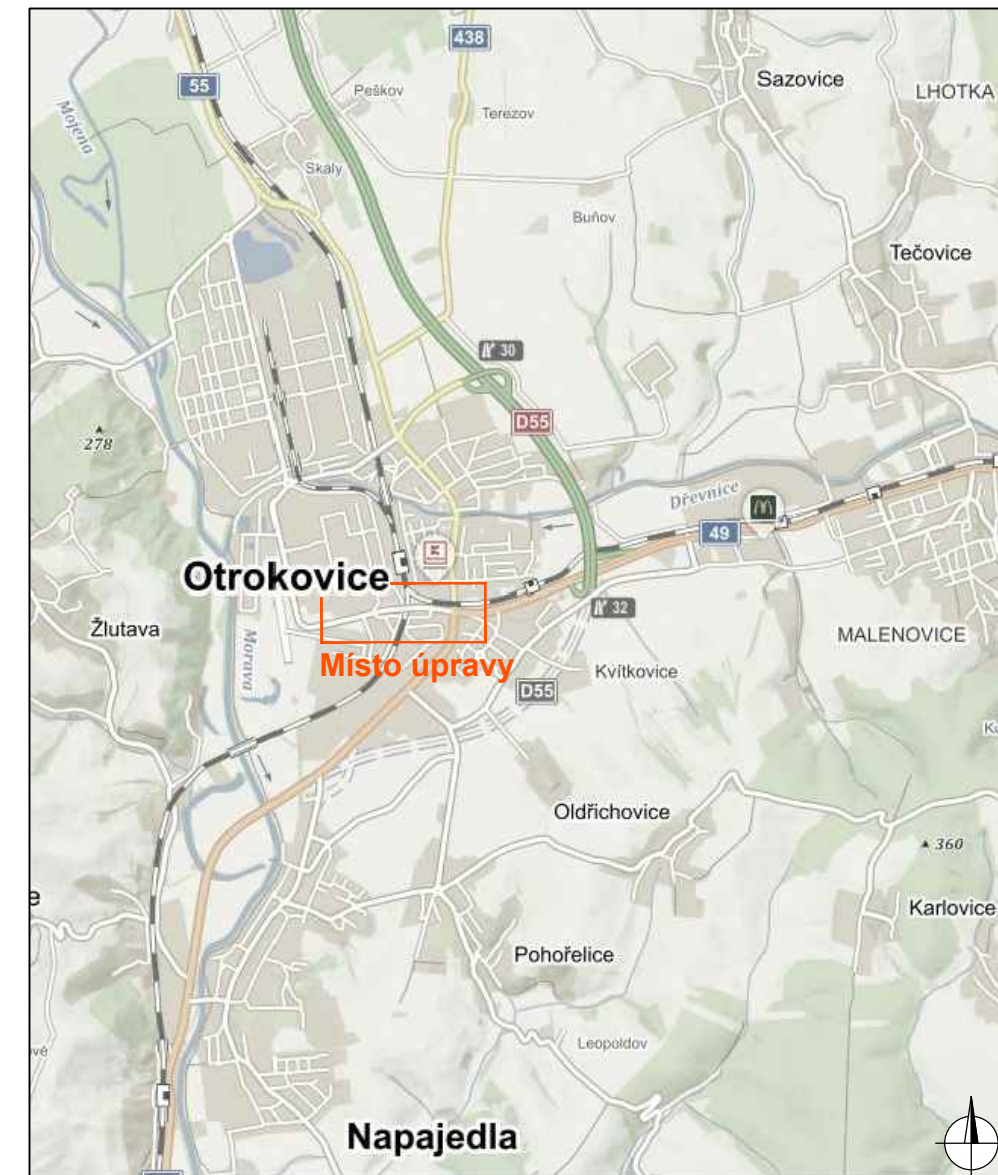 438
Sazovice
55
Peškov
LHOTKA
Mojena
Terezov
Skaly
Buňov
Tečovice
30
D55
278
Dřevnice
49
Otrokovice
32
Žlutava
Morava
MALENOVICE
Místo úpravy
Kvítkovice
D55
Oldřichovice
360
Karlovice
Pohořelice
Leopoldov
Napajedla